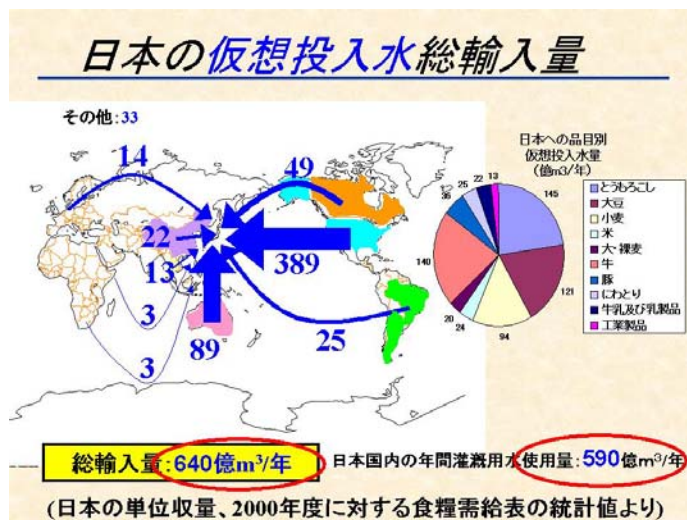 日本の仮想投入水総輸入量
その他:33
14
49
22
13
389
3
3
89
25
日本への品目別
仮想投入水量
(億m3/年)
13
22
25
36
145
140
121
20
24
94
とうもろこし
大豆
小麦
米
大・裸麦
牛
豚
にわとり
牛乳及び乳製品
工業製品
総輸入量:640億m³/年
日本国内の年間灌漑用水使用量:590億m³/年
(日本の単位収量、2000年度に対する食糧需給表の統計値より)